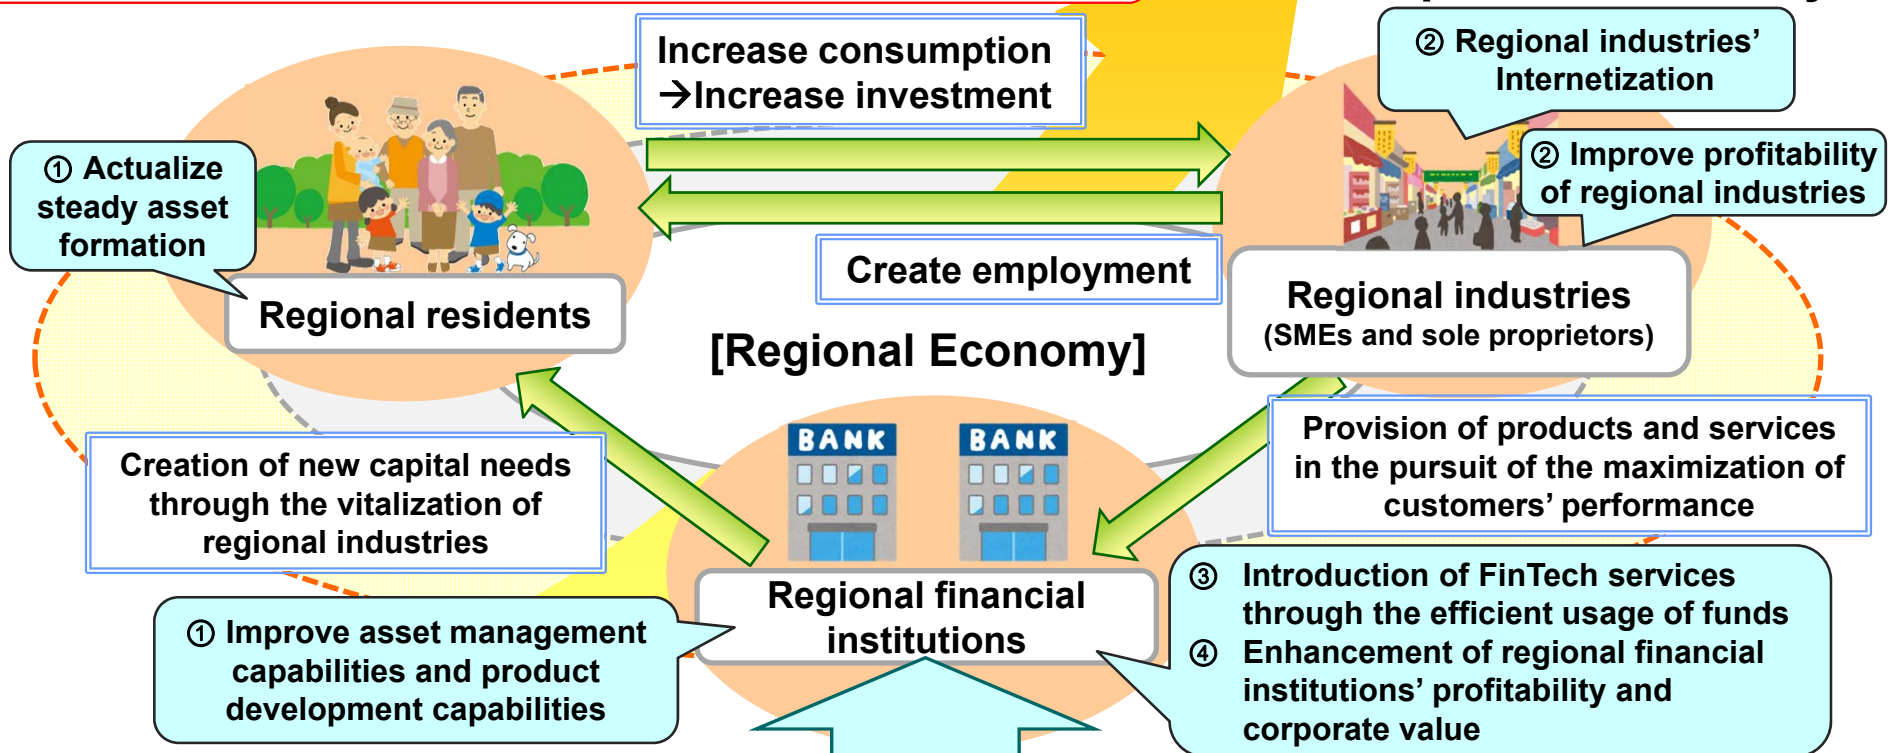 Increase consumption
→Increase investment
② Regional industries’
Internetization
① Actualize
steady asset
formation
② Improve profitability
of regional industries
Create employment
Regional residents
Regional industries
(SMEs and sole proprietors)
[Regional Economy]
BANK
BANK
Creation of new capital needs
through the vitalization of
regional industries
Provision of products and services
in the pursuit of the maximization of
customers’ performance
Regional financial
institutions
① Improve asset management
capabilities and product
development capabilities
③ Introduction of FinTech services
through the efficient usage of funds
④ Enhancement of regional financial
institutions’ profitability and
corporate value